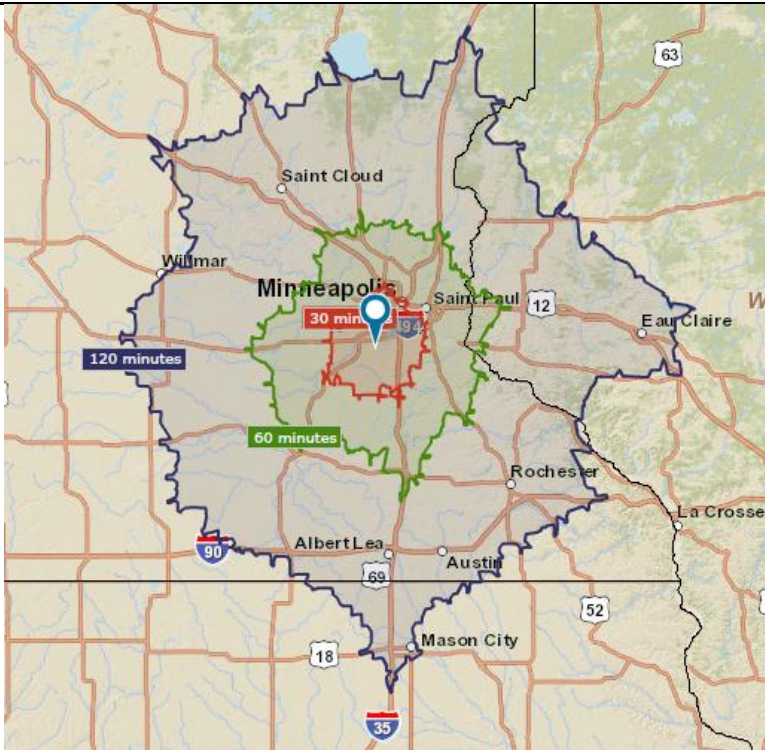 63
Saint Cloud
Willmar
Minneapolis
Saint Paul
12
30 minutes
94
Eau Claire
W
120 minutes
60 minutes
Rochester
La Crosse
90
Albert Lea
Austin
69
52
Mason City
18
35